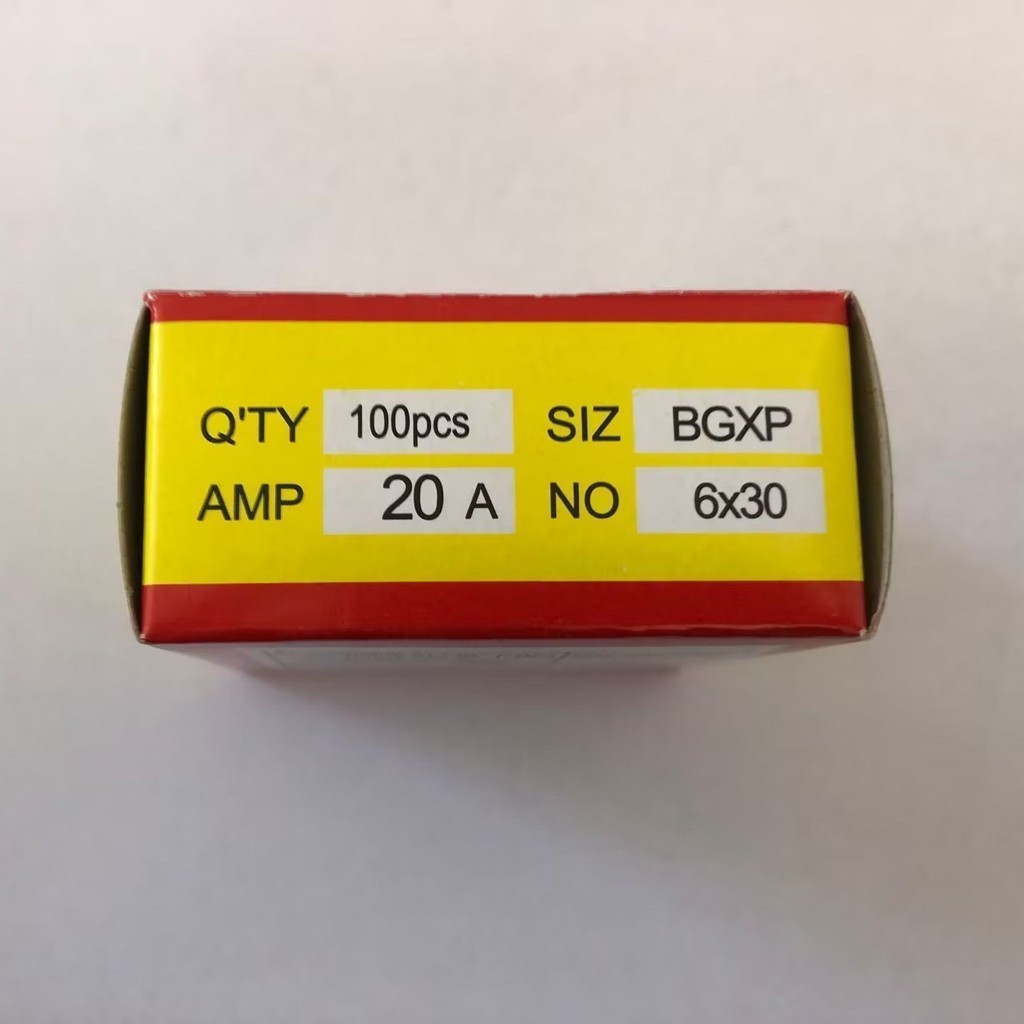 Q'TY 100pcs SIZ BGXP
AMP 20 A NO 6x30